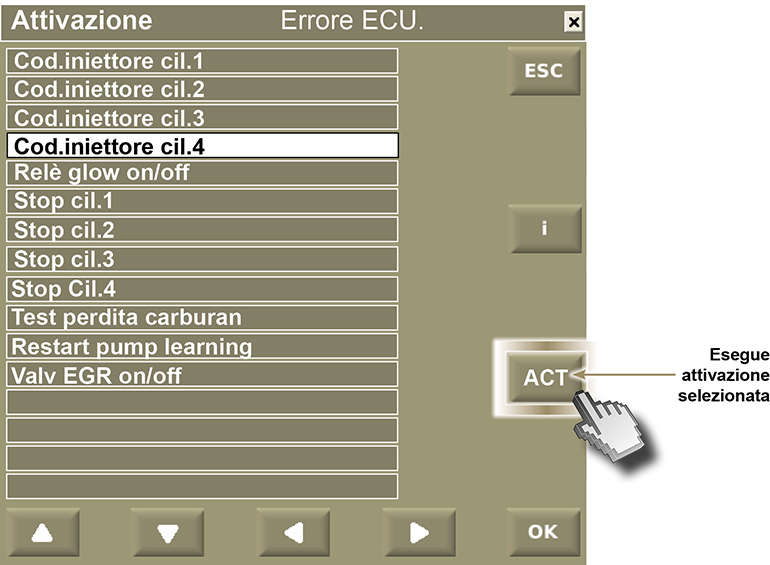 Attivazione Errore ECU. x
Cod.iniettore cil.1
Cod.iniettore cil.2
Cod.iniettore cil.3
Cod.iniettore cil.4
Relè glow on/off
Stop cil.1
Stop cil.2
Stop cil.3
Stop Cil.4
Test perdita carburan
Restart pump learning
Valv EGR on/off
ESC
i
ACT
Esegue
attivazione
selezionata
OK